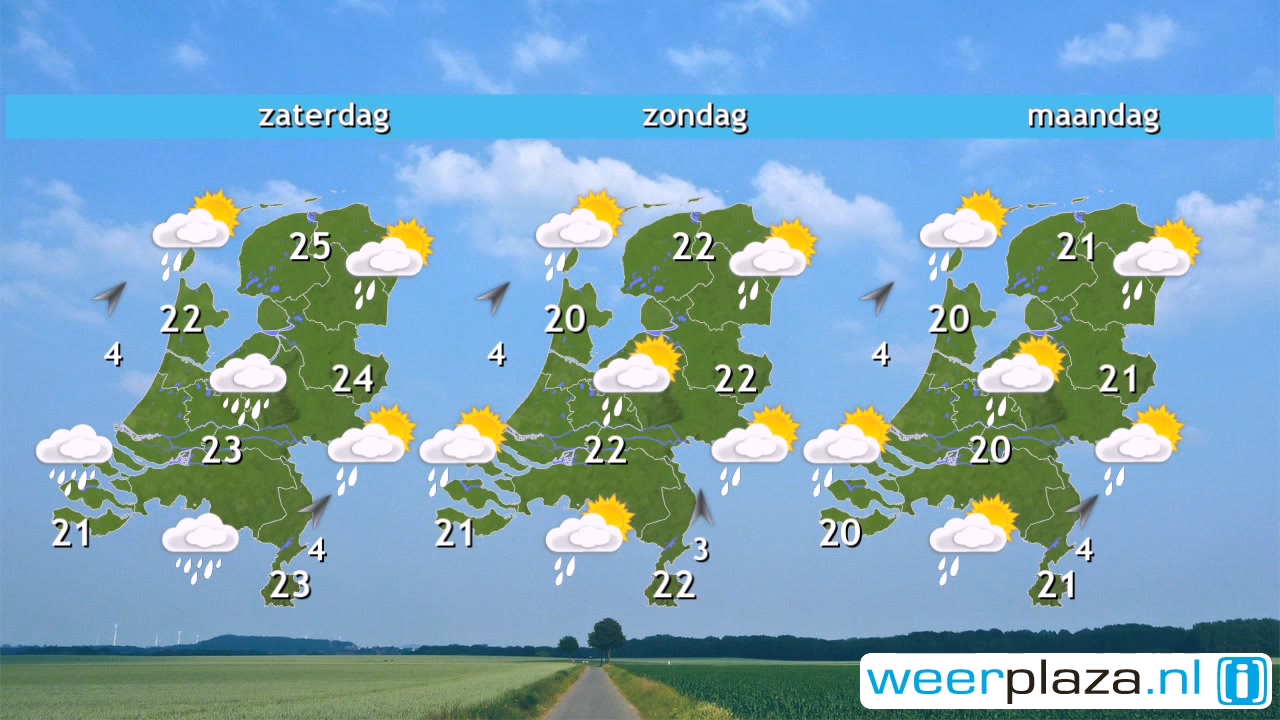 zaterdag zondag maandag
25 22 21
22 20 20
4 4 4
24 22 21
23 22 20
21 21 20
4 3 4
23 22 21
weerplaza.nl i